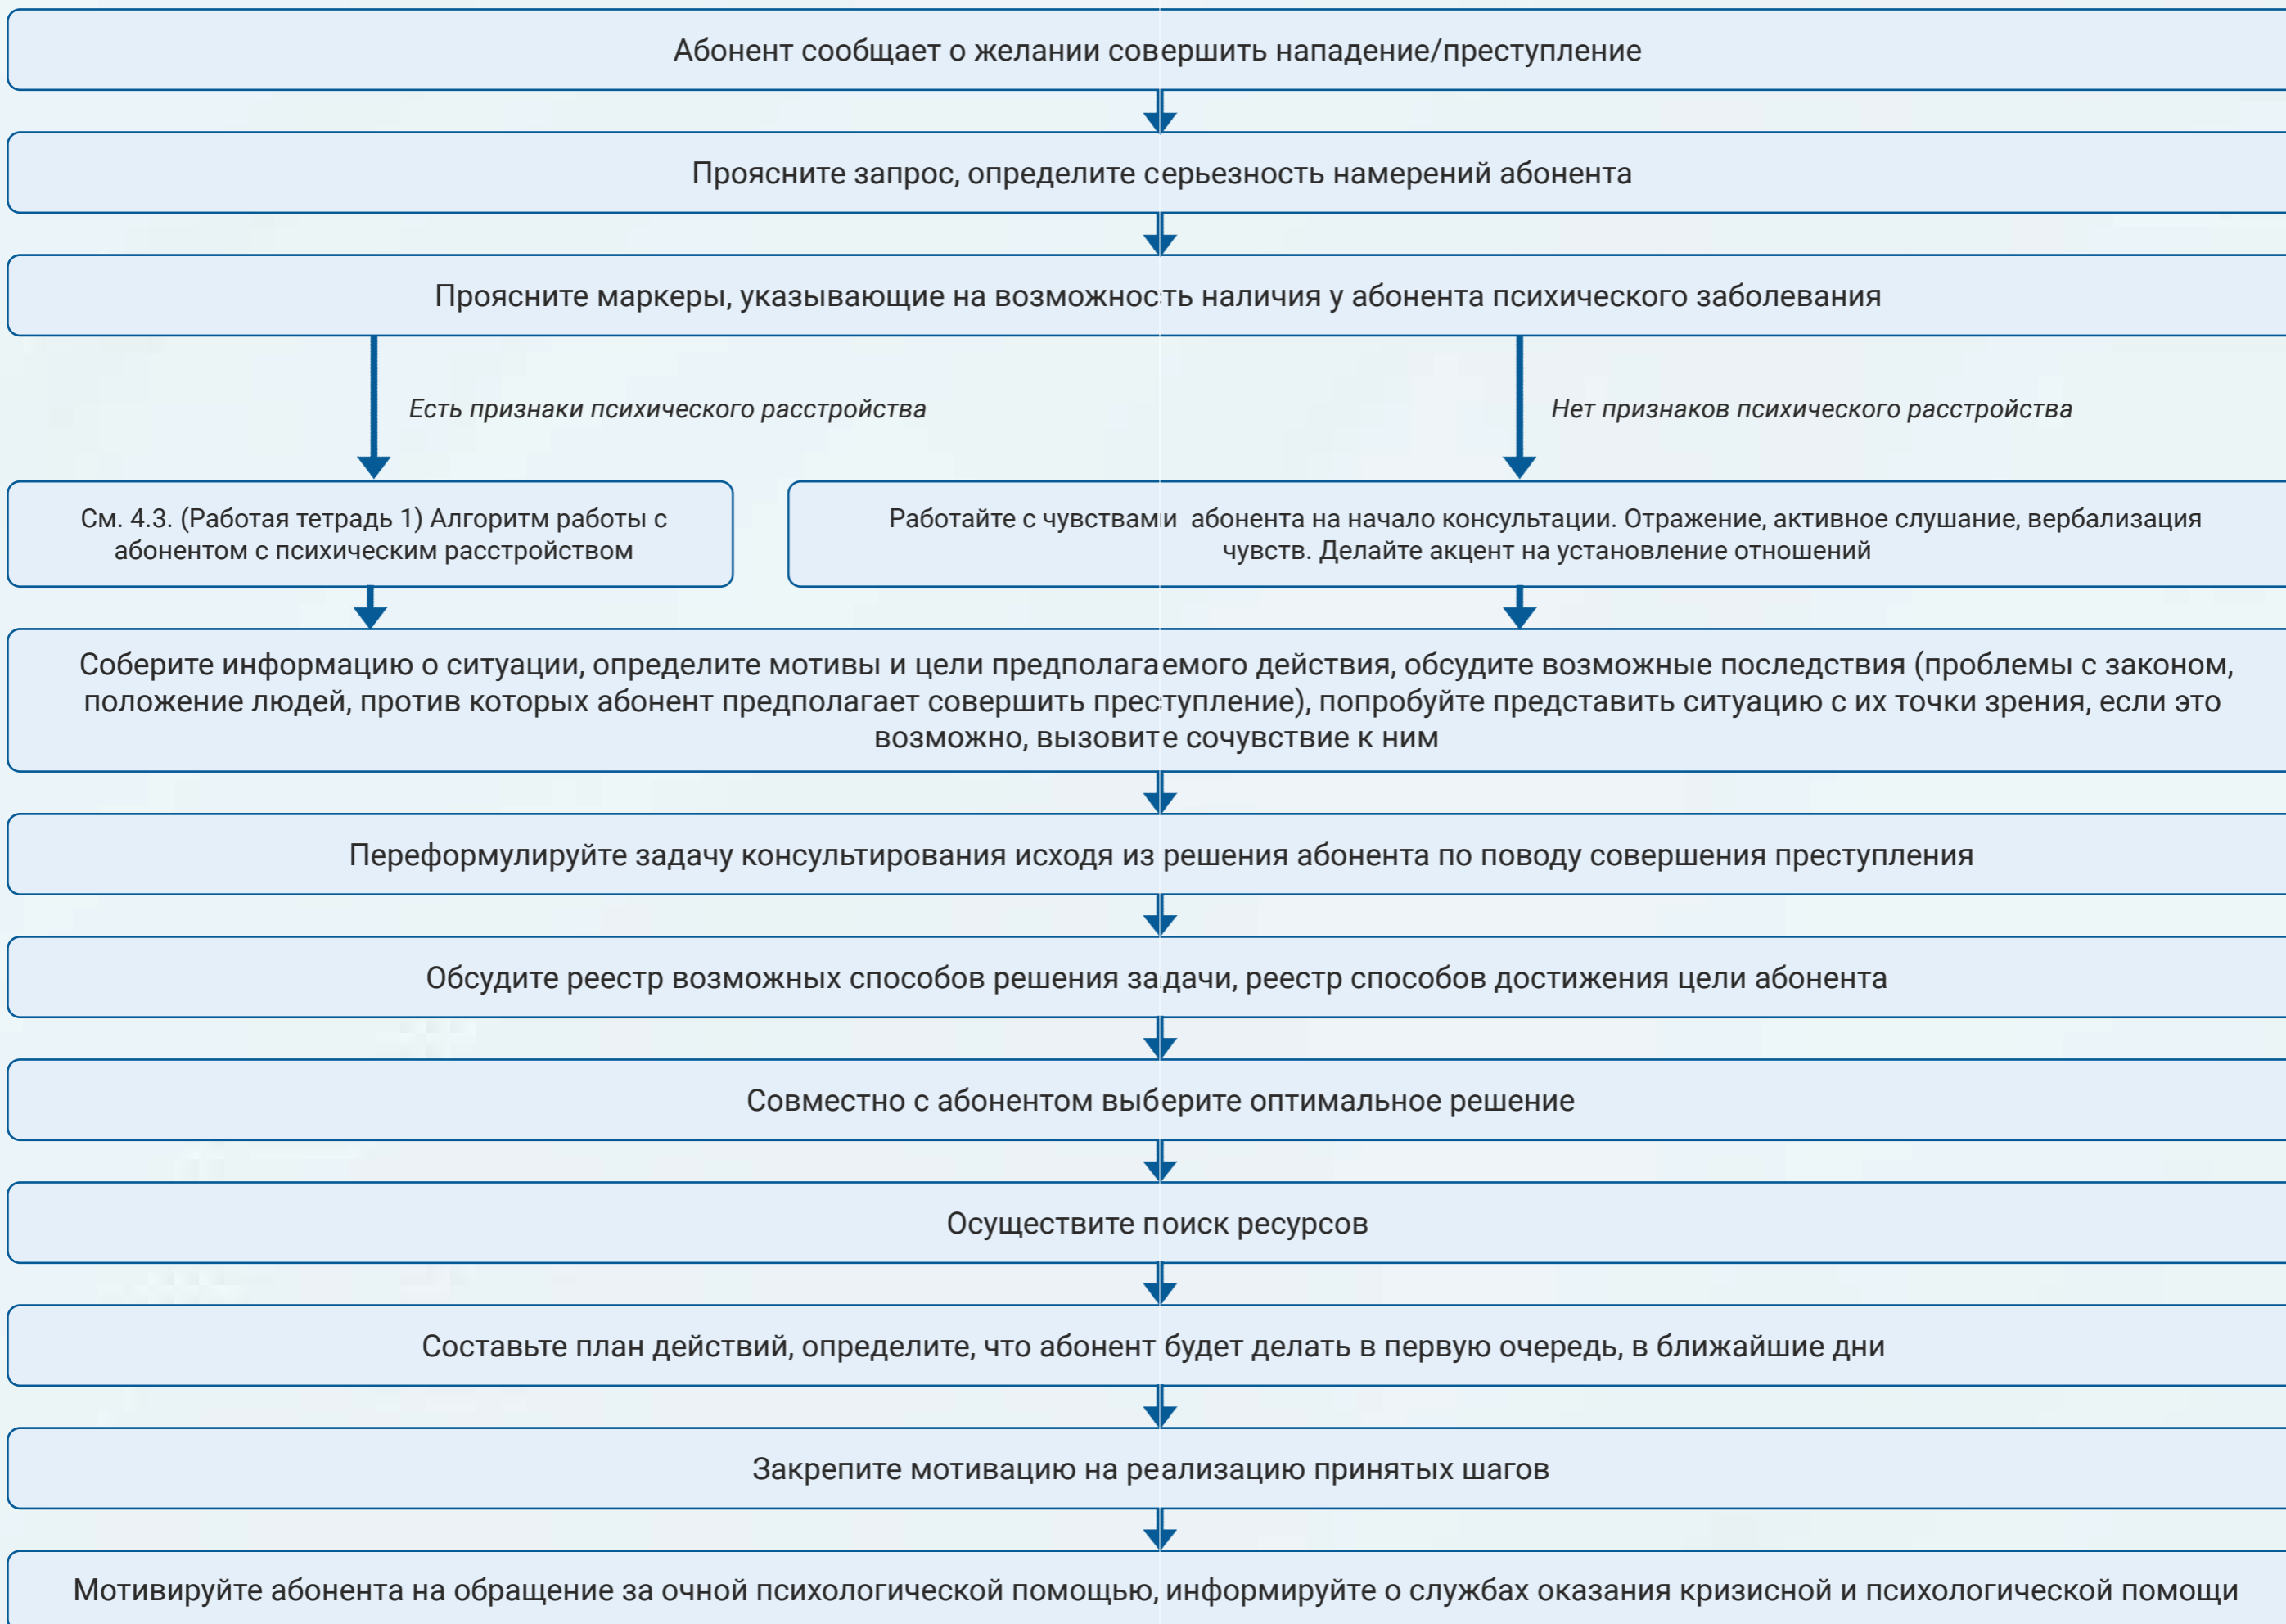 Абонент сообщает о желании совершить нападение/преступление
Проясните запрос, определите серьезность намерений абонента
Проясните маркеры, указывающие на возможность наличия у абонента психического заболевания
Есть признаки психического расстройства
Нет признаков психического расстройства
См. 4.3. (Работая тетрадь 1) Алгоритм работы с
абонентом с психическим расстройством
Работайте с чувствами абонента на начало консультации. Отражение, активное слушание, вербализация
чувств. Делайте акцент на установление отношений
Соберите информацию о ситуации, определите мотивы и цели предполагаемого действия, обсудите возможные последствия (проблемы с законом,
положение людей, против которых абонент предполагает совершить преступление), попробуйте представить ситуацию с их точки зрения, если это
возможно, вызовите сочувствие к ним
Переформулируйте задачу консультирования исходя из решения абонента по поводу совершения преступления
Обсудите реестр возможных способов решения задачи, реестр способов достижения цели абонента
Совместно с абонентом выберите оптимальное решение
Осуществите поиск ресурсов
Составьте план действий, определите, что абонент будет делать в первую очередь, в ближайшие дни
Закрепите мотивацию на реализацию принятых шагов
Мотивируйте абонента на обращение за очной психологической помощью, информируйте о службах оказания кризисной и психологической помощи